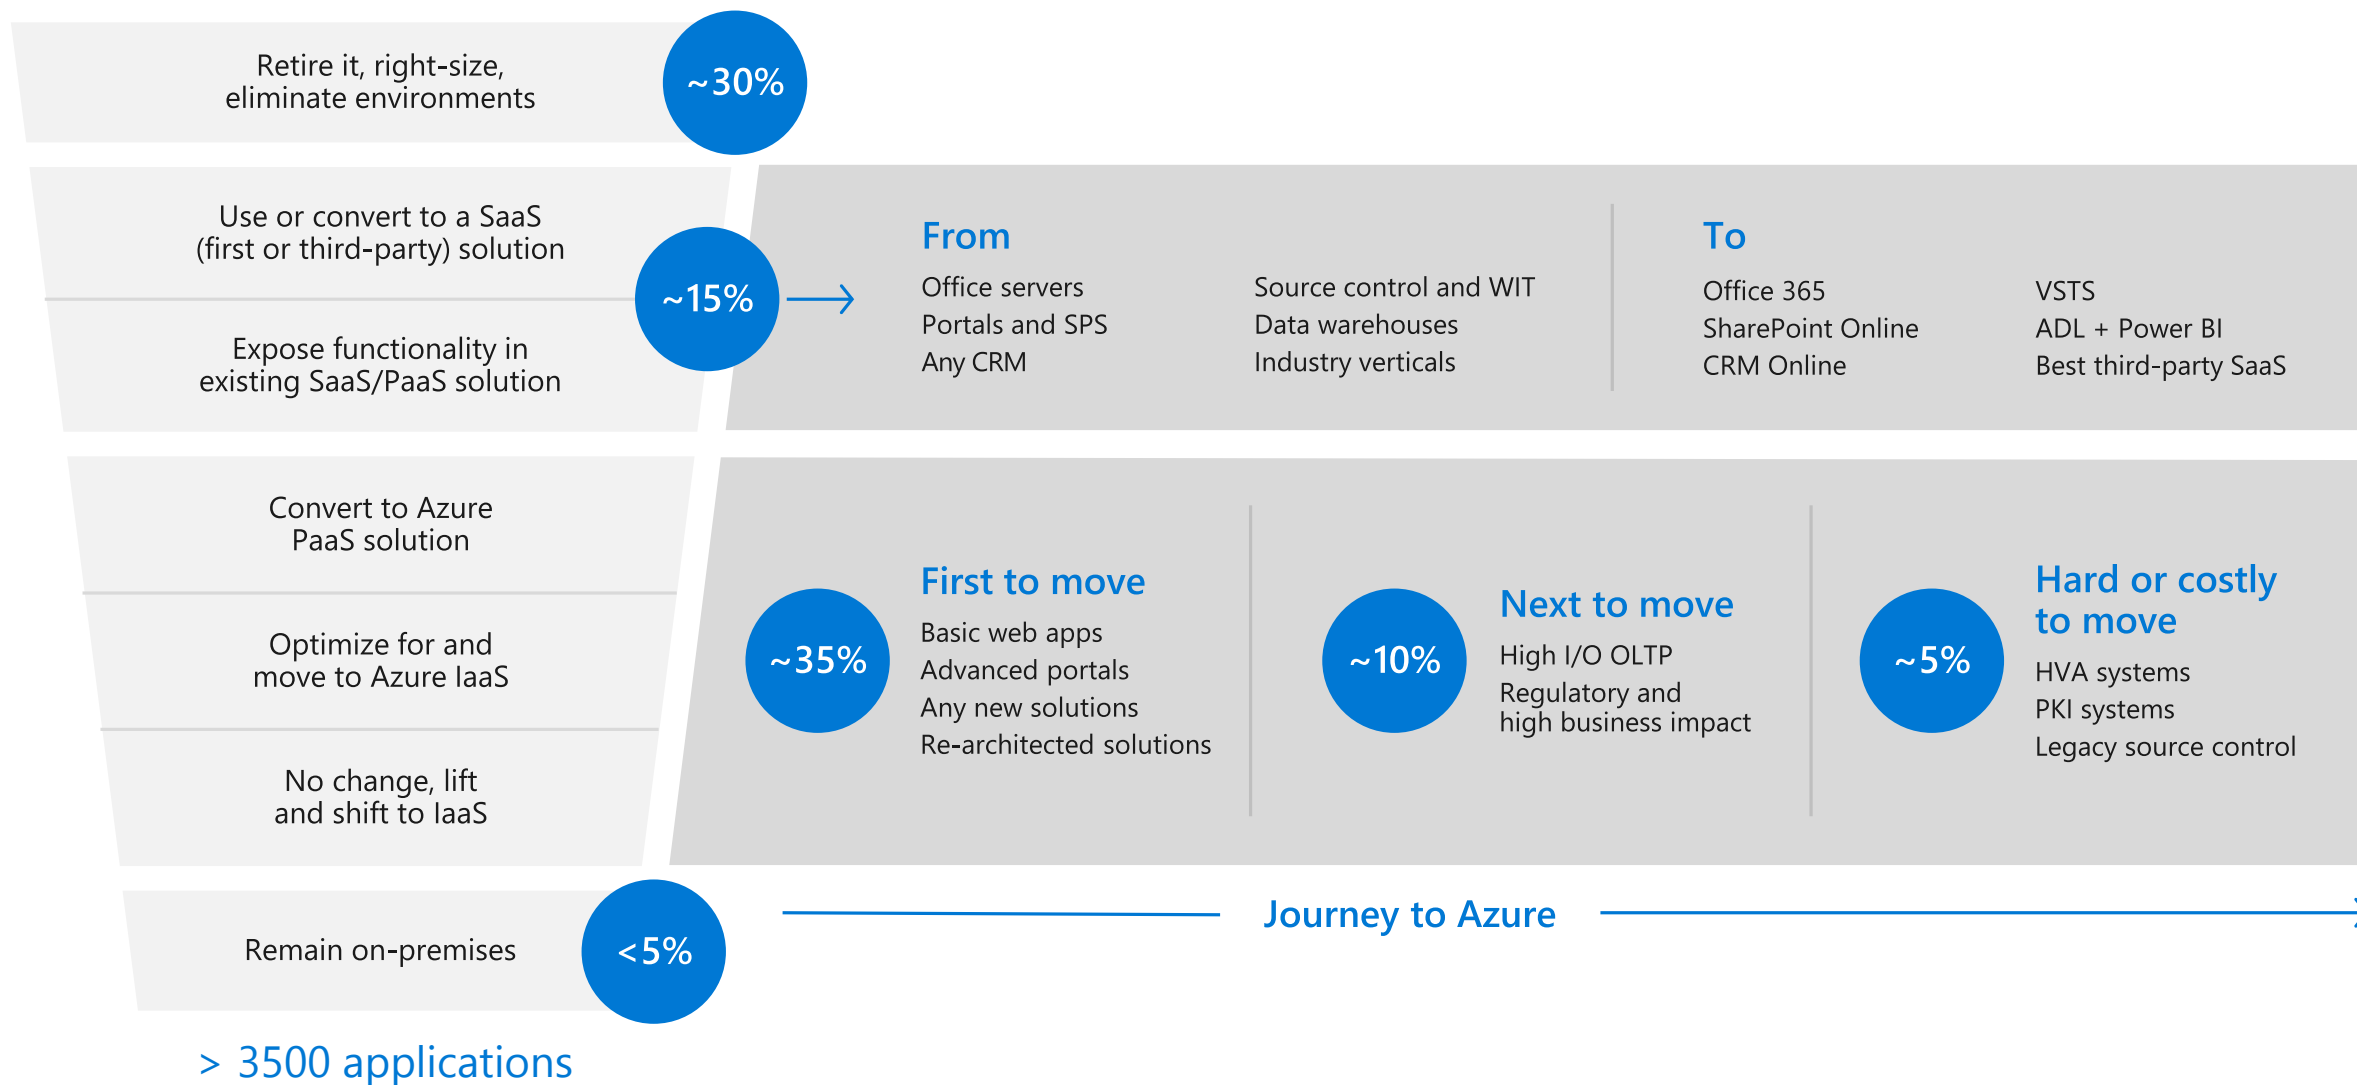 Retire it, right-size,
eliminate environments
~30%
Use or convert to a SaaS
(first or third-party) solution
Expose functionality in
existing SaaS/PaaS solution
~15%
From
Office servers
Portals and SPS
Any CRM
Source control and WIT
Data warehouses
Industry verticals
To
Office 365
SharePoint Online
CRM Online
VSTS
ADL + Power BI
Best third-party SaaS
Convert to Azure
PaaS solution
Optimize for and
move to Azure IaaS
No change, lift
and shift to IaaS
~35%
First to move
Basic web apps
Advanced portals
Any new solutions
Re-architected solutions
~10%
Next to move
High I/O OLTP
Regulatory and
high business impact
~5%
Hard or costly
to move
HVA systems
PKI systems
Legacy source control
Remain on-premises
<5%
Journey to Azure
> 3500 applications